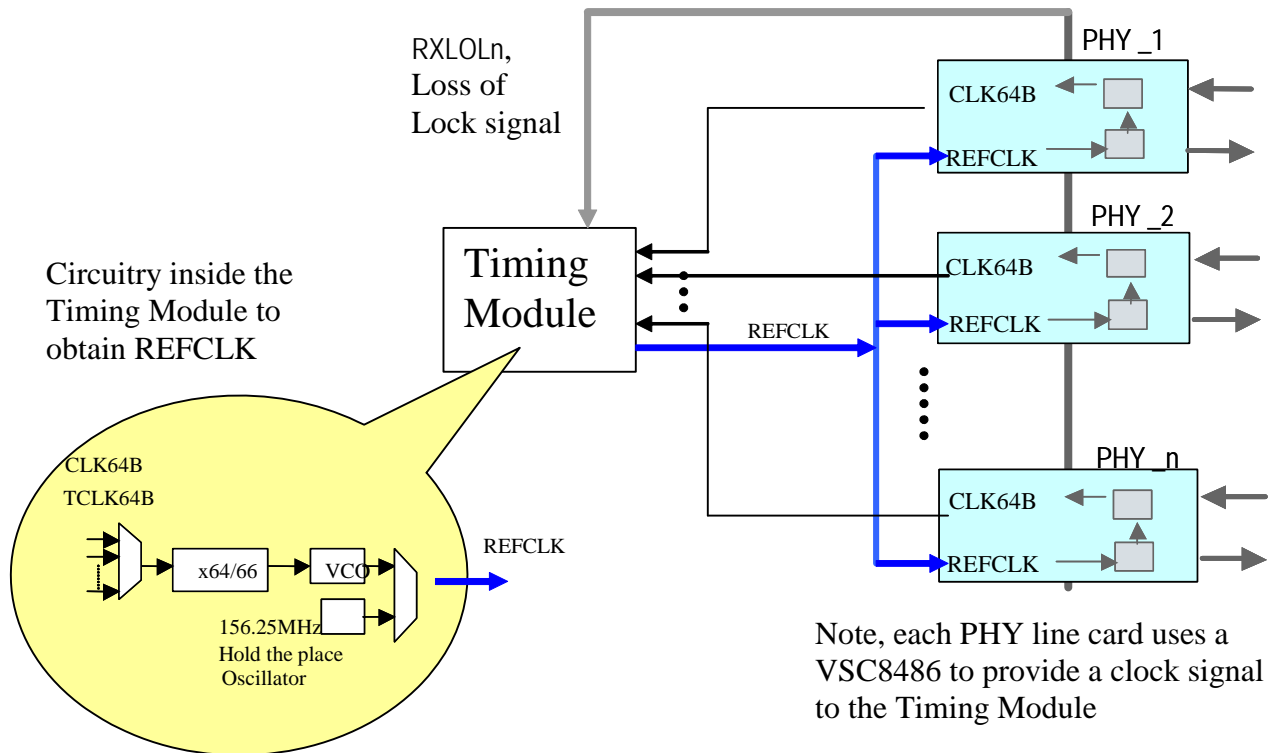 RXLOLn,
Loss of
Lock signal
PHY _1
CLK64B
REFCLK
PHY _2
CLK64B
REFCLK
Timing
Module
REFCLK
Circuitry inside the
Timing Module to
obtain REFCLK
PHY _n
CLK64B
REFCLK
CLK64B
TCLK64B
x64/66
VCO
REFCLK
156.25MHz
Hold the place
Oscillator
Note, each PHY line card uses a
VSC8486 to provide a clock signal
to the Timing Module